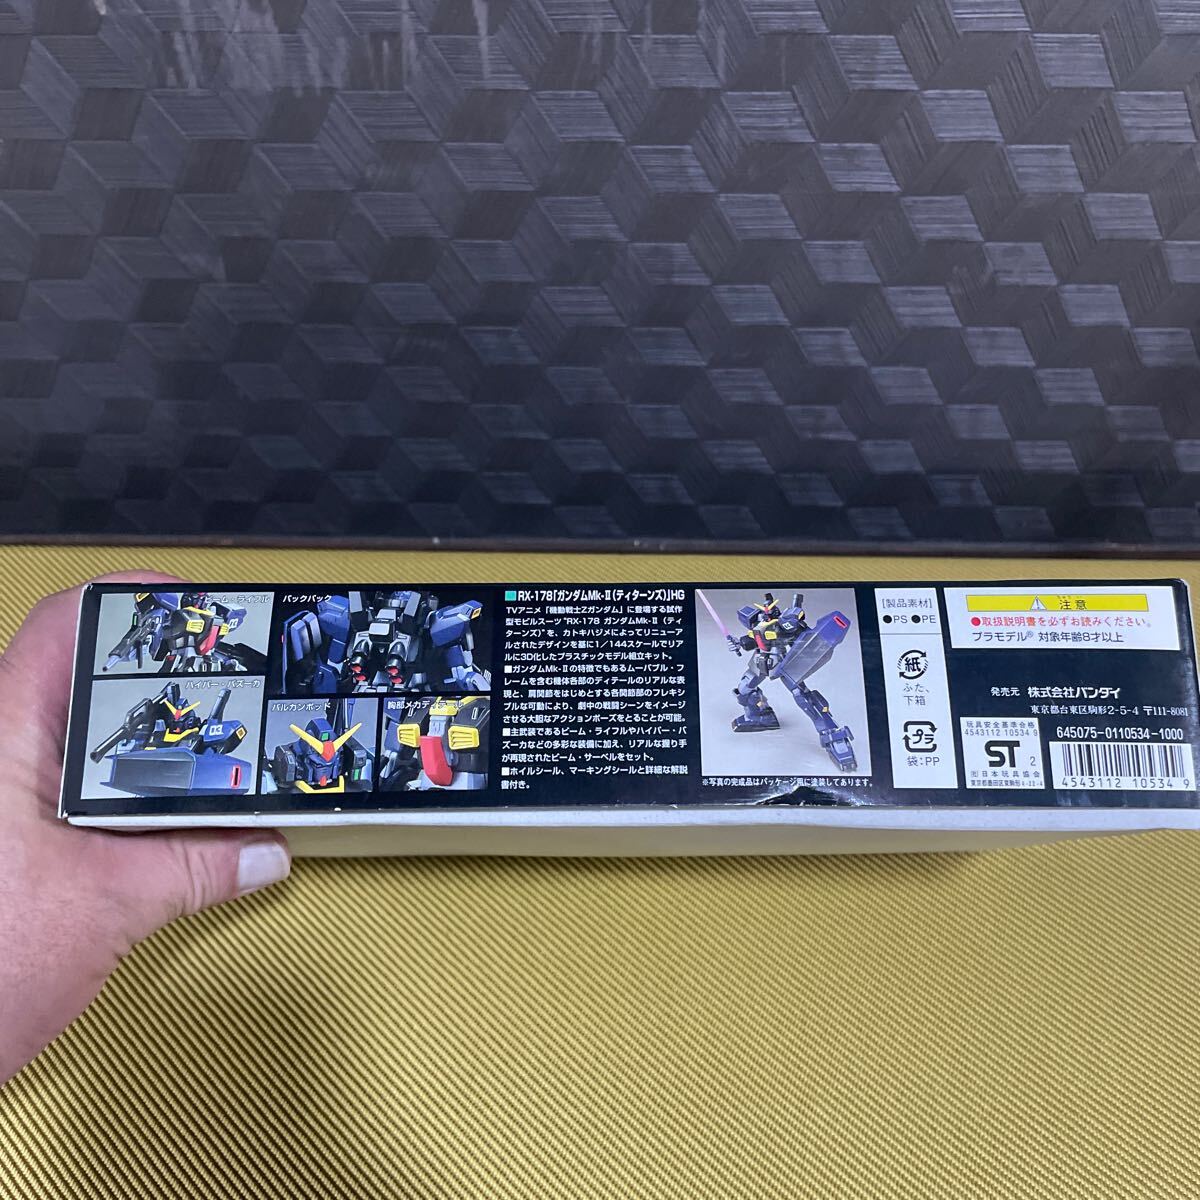 ビーム・ライフル
バックパック
ハイパー・バズーカ
バルカンポッド
胸部メカディテール
03
03
RX-178「ガンダムMk-II（ティターンズ）」HG
TVアニメ「機動戦士Zガンダム」に登場する試作
型モビルスーツ"RX-178 ガンダムMk-II（ティ
ターンズ）"を、カトキハジメによってリニューア
ルされたデザインを基に1／144スケールでリア
ルに3D化したプラスチックモデル組立キット。
■ガンダムMk-IIの特徴でもあるムーバブル・フ
レームを含む機体各部のディテールのリアルな表
現と、肩関節をはじめとする各関節部のフレキシ
ブルな可動により、劇中の戦闘シーンをイメージ
させる大胆なアクションポーズをとることが可能。
■主武装であるビーム・ライフルやハイパー・バ
ズーカなどの多彩な装備に加え、リアルな握り手
が再現されたビーム・サーベルをセット。
■ホイルシール、マーキングシールと詳細な解説
書付き。
※写真の完成品はパッケージ風に塗装してあります。
[製品素材]
●PS ●PE
紙
ふた、
下箱
プラ
袋：PP
注意
●取扱説明書を必ずお読みください。
プラモデル® 対象年齢8才以上
発売元 株式会社バンダイ
東京都台東区駒形2-5-4 〒111-8081
玩具安全基準合格
4543112 10534 9
ST 2
㈳日本玩具協会
東京都墨田区東駒形4-22-4
645075-0110534-1000
4543112 105349